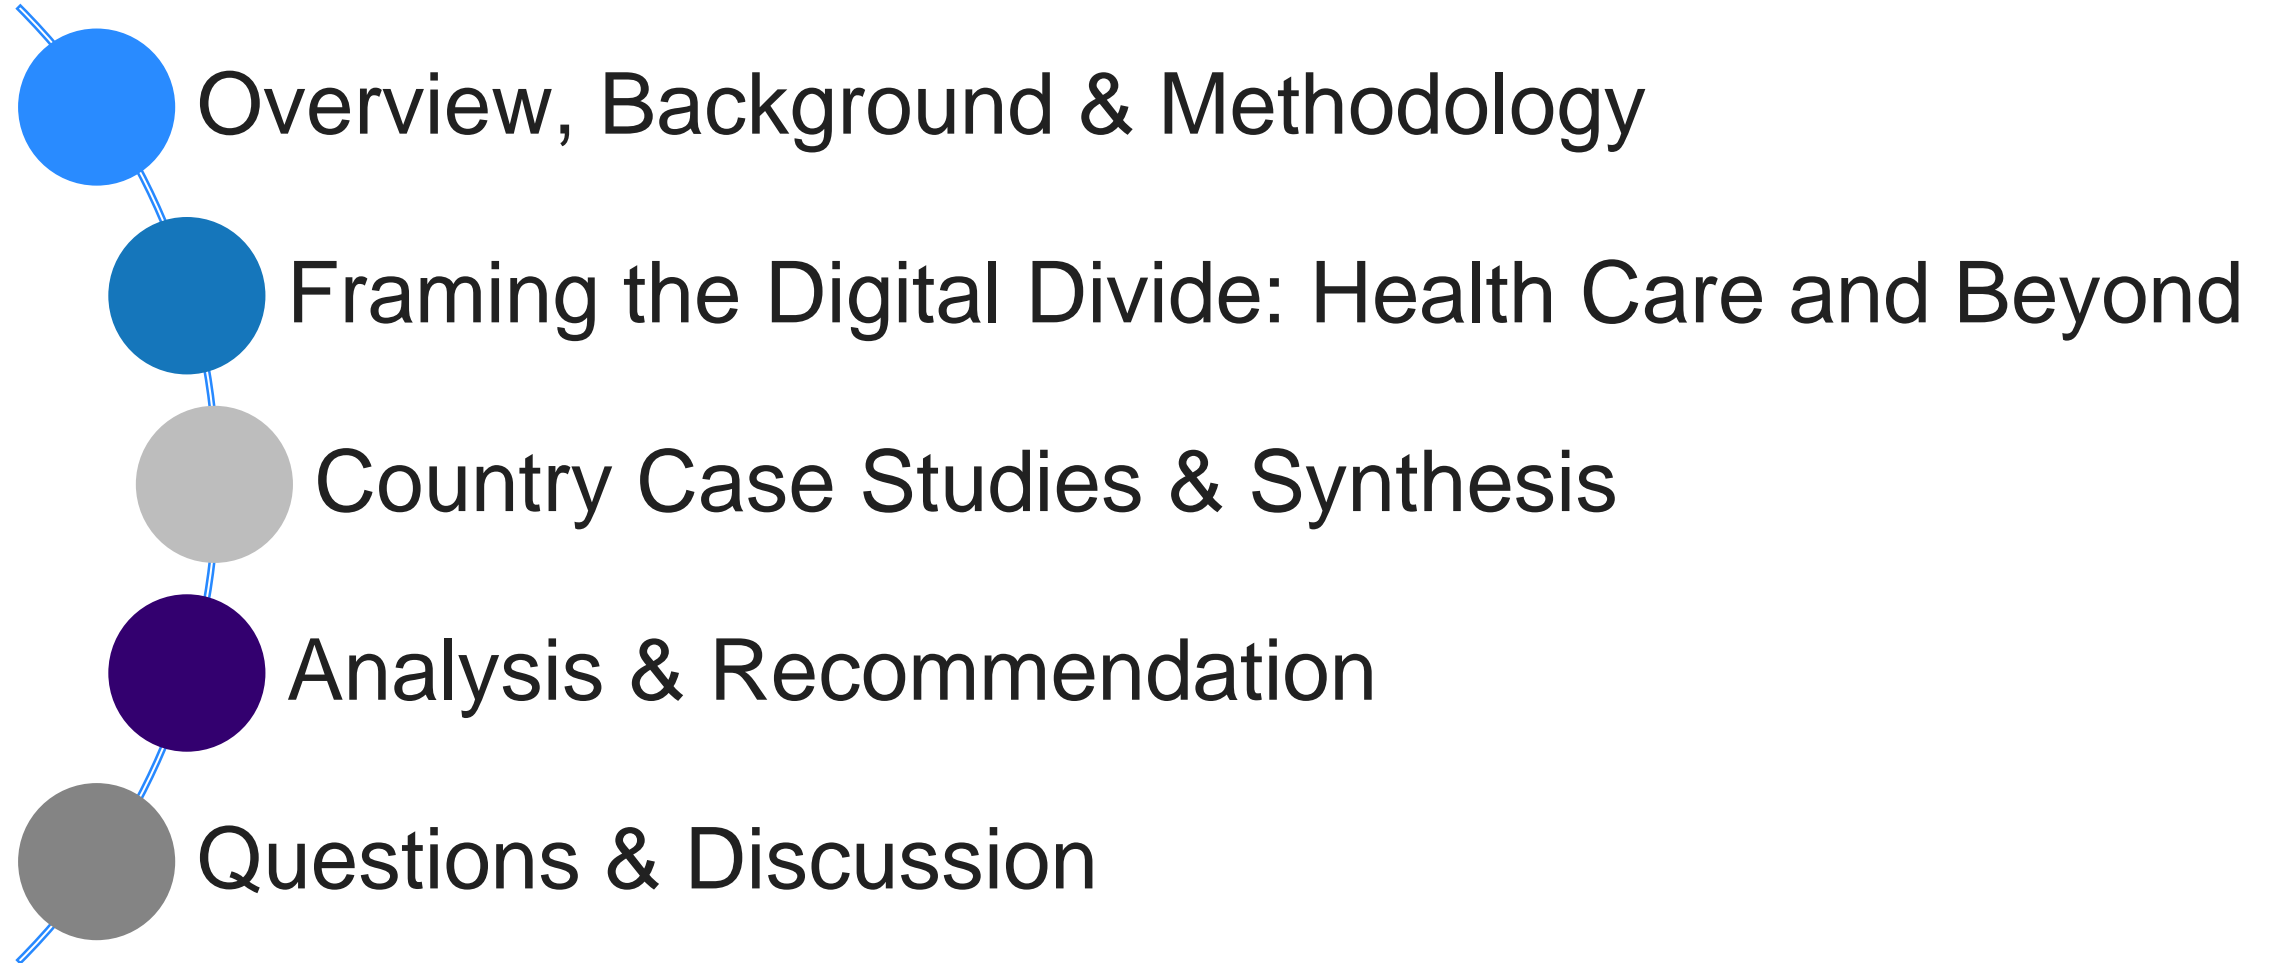 Overview, Background & Methodology
Framing the Digital Divide: Health Care and Beyond
Country Case Studies & Synthesis
Analysis & Recommendation
Questions & Discussion